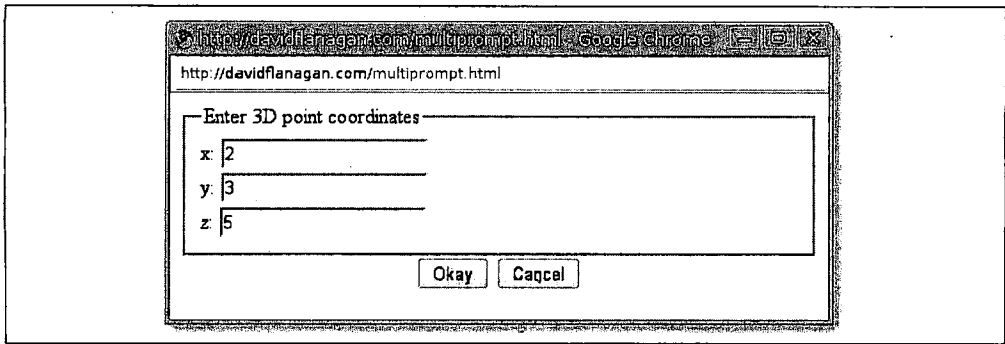 http://davidflanagan.com/multiprompt.html - Google Chrome
http://davidflanagan.com/multiprompt.html
Enter 3D point coordinates
x: 2
y: 3
z: 5
Okay Cancel